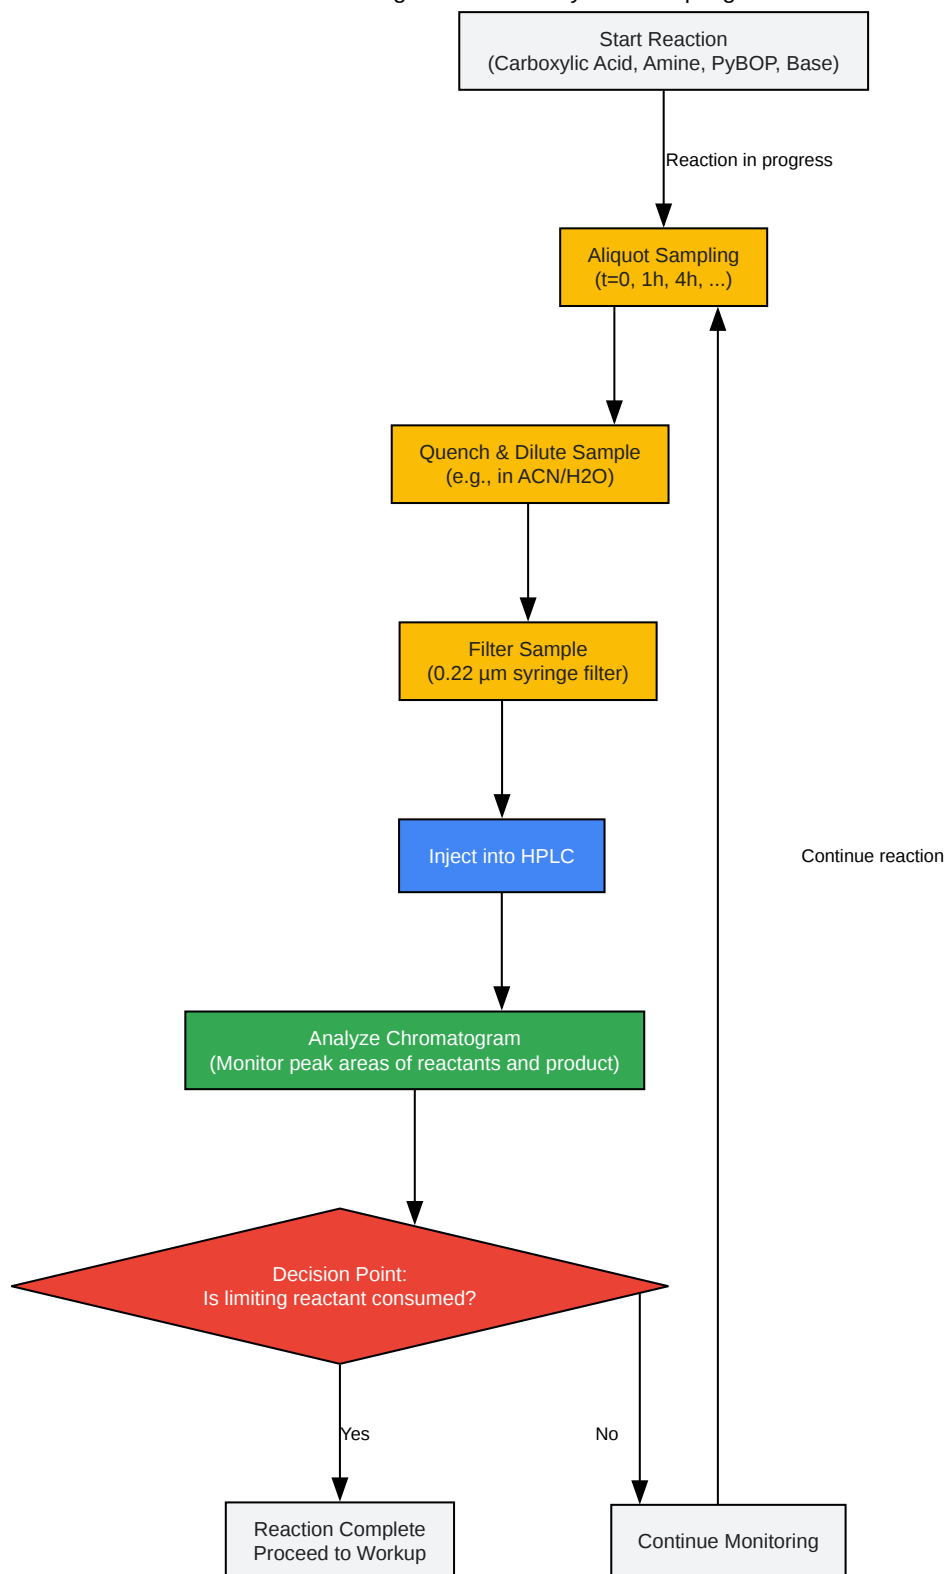 Start Reaction
(Carboxylic Acid, Amine, PyBOP, Base)
Reaction in progress
Aliquot Sampling
(t=0, 1h, 4h, ...)
Quench & Dilute Sample
(e.g., in ACN/H2O)
Filter Sample
(0.22 µm syringe filter)
Inject into HPLC
Continue reaction
Analyze Chromatogram
(Monitor peak areas of reactants and product)
Decision Point:
Is limiting reactant consumed?
Yes
No
Reaction Complete
Proceed to Workup
Continue Monitoring